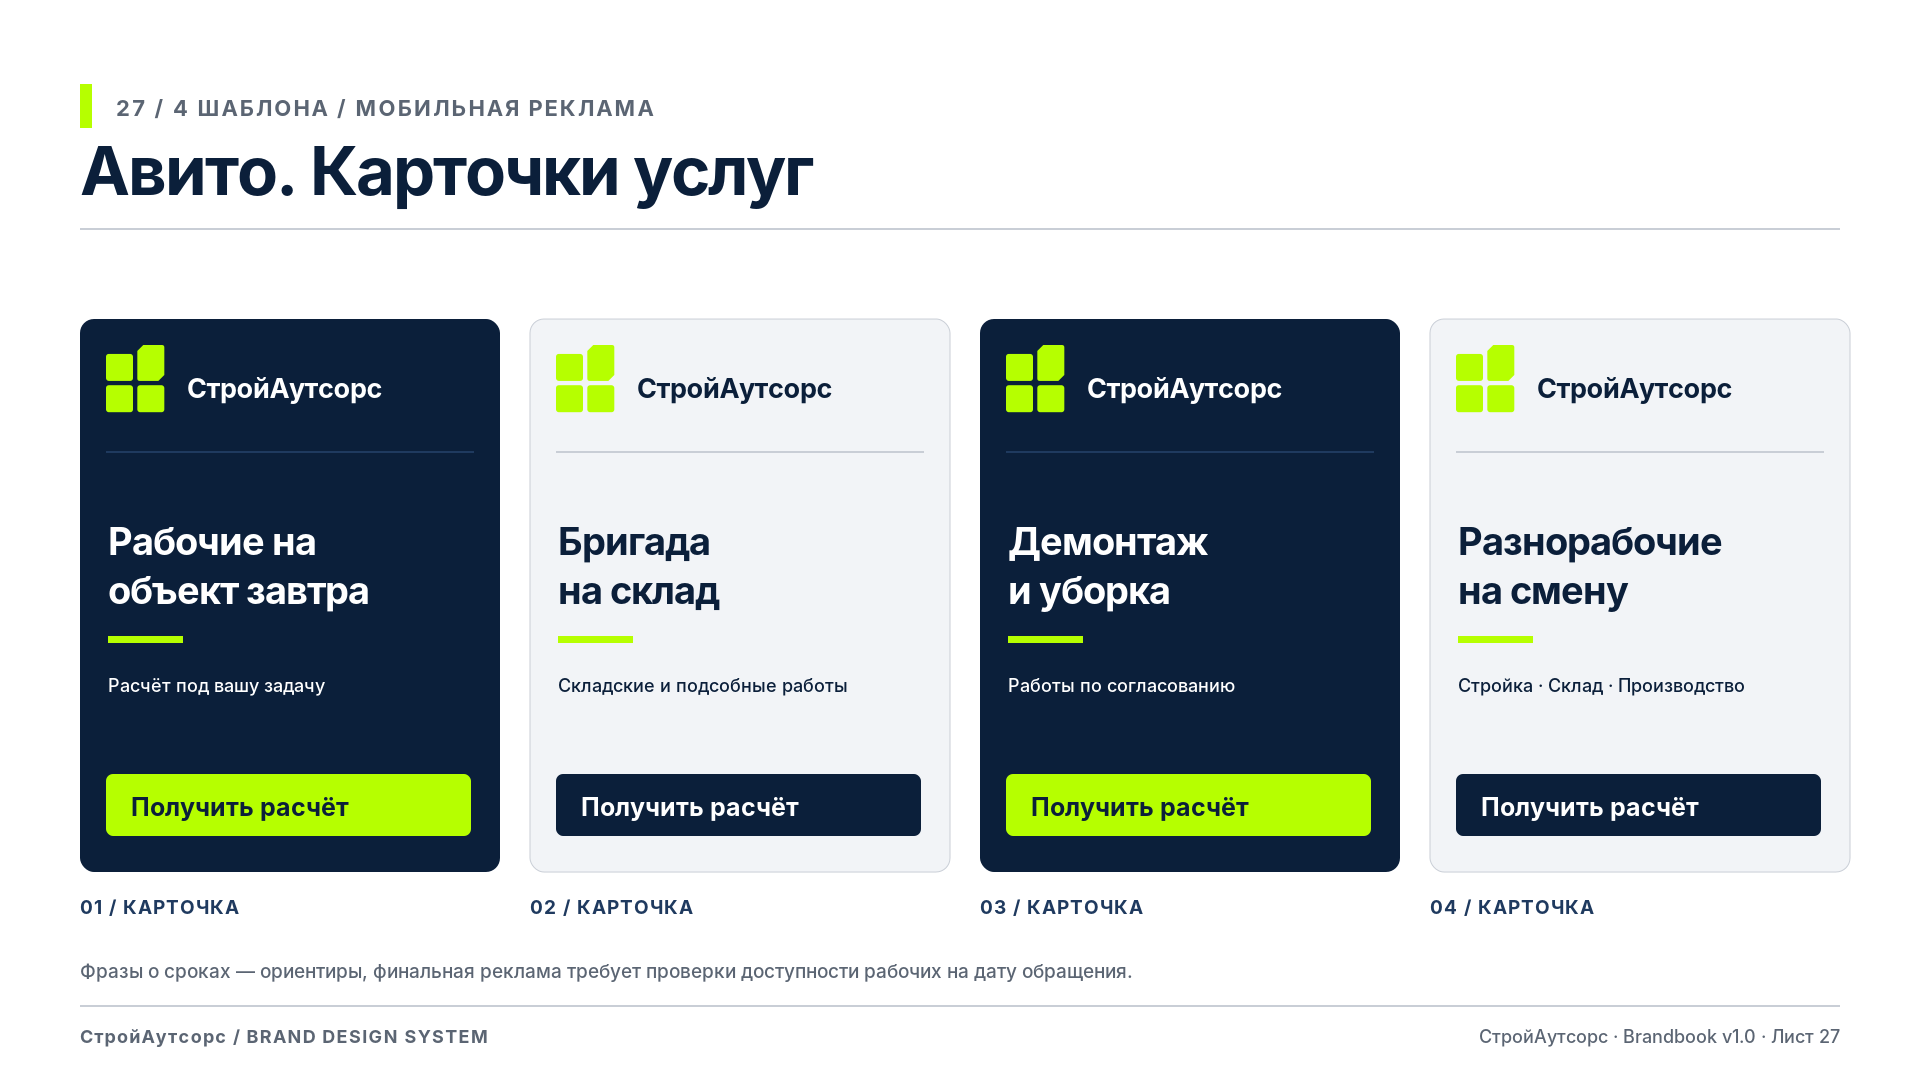 27 / 4 ШАБЛОНА / МОБИЛЬНАЯ РЕКЛАМА
Авито. Карточки услуг
СтройАутсорс
Рабочие на
объект завтра
Расчёт под вашу задачу
Получить расчёт
01 / КАРТОЧКА
СтройАутсорс
Бригада
на склад
Складские и подсобные работы
Получить расчёт
02 / КАРТОЧКА
СтройАутсорс
Демонтаж
и уборка
Работы по согласованию
Получить расчёт
03 / КАРТОЧКА
СтройАутсорс
Разнорабочие
на смену
Стройка · Склад · Производство
Получить расчёт
04 / КАРТОЧКА
Фразы о сроках — ориентиры, финальная реклама требует проверки доступности рабочих на дату обращения.
СтройАутсорс / BRAND DESIGN SYSTEM
СтройАутсорс · Brandbook v1.0 · Лист 27